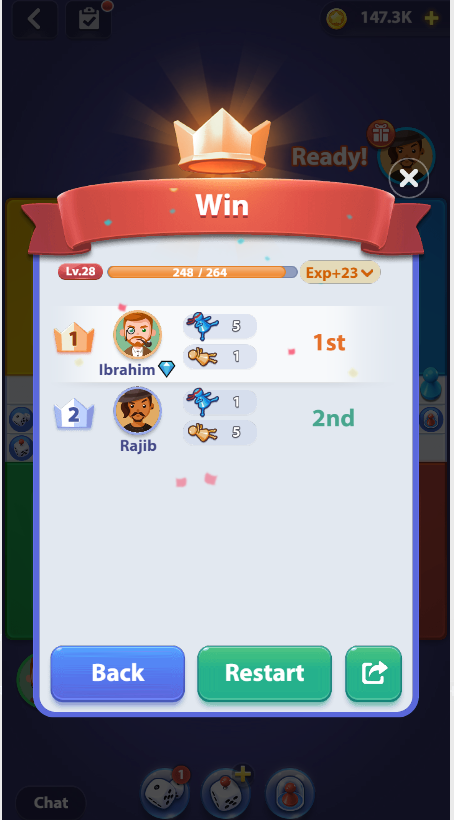 147.3K
Ready!
Win
Lv.28
248 / 264
Exp+23
1
5
1
Ibrahim
1st
2
1
5
Rajib
2nd
Back
Restart
1
Chat